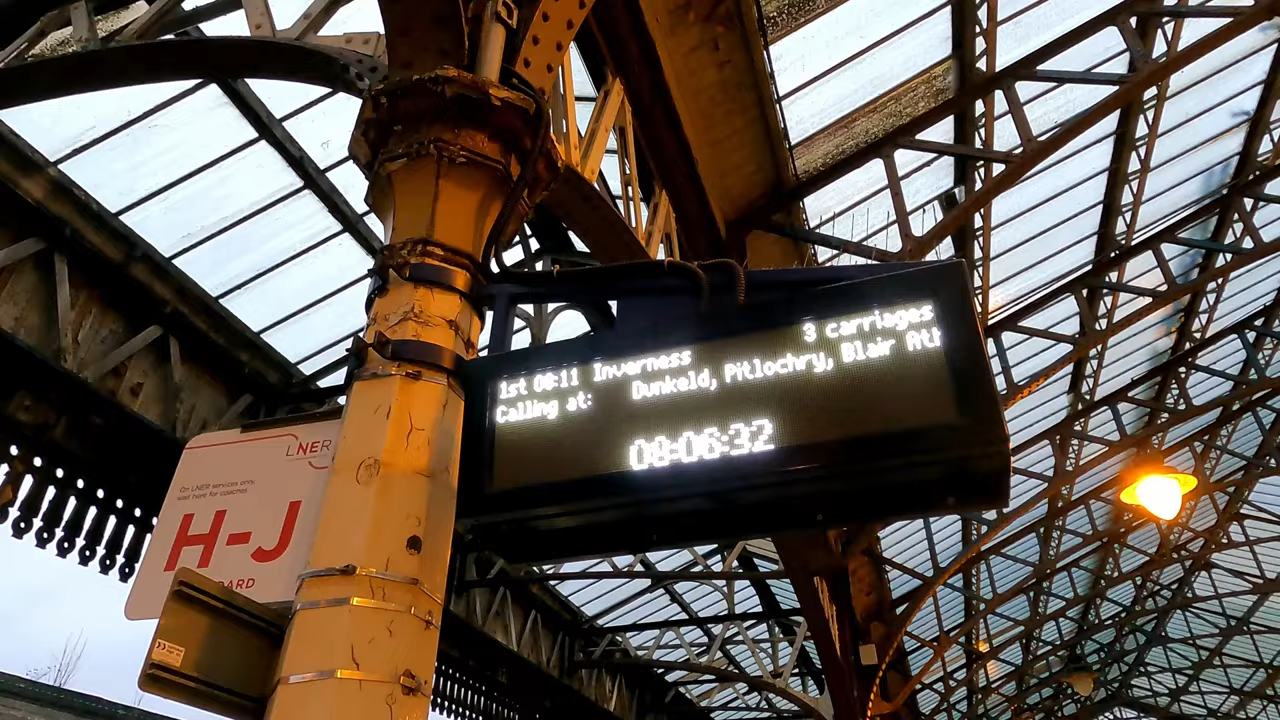 3 carriages
1st 08:11 Inverness
Calling at: Dunkeld, Pitlochry, Blair Ath
08:06:32
LNER
On LNER services only,
wait here for coaches
H-J